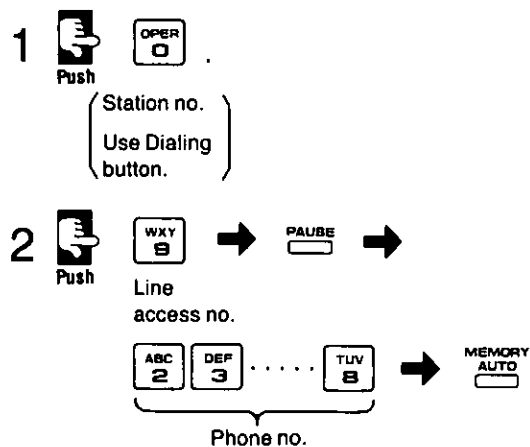 1 Push OPER 0 .
(Station no.
Use Dialing
button.)
2 Push WXY 9 → PAUSE →
Line
access no.
ABC 2 DEF 3 ····· TUV 8 → MEMORY AUTO
Phone no.